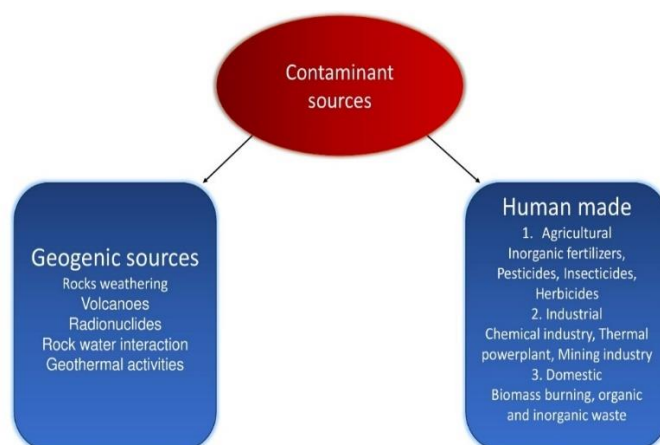 Contaminant
sources
Geogenic sources
Rocks weathering
Volcanoes
Radionuclides
Rock water interaction
Geothermal activities
Human made
1. Agricultural
Inorganic fertilizers,
Pesticides, Insecticides,
Herbicides
2. Industrial
Chemical industry, Thermal
powerplant, Mining industry
3. Domestic
Biomass burning, organic
and inorganic waste